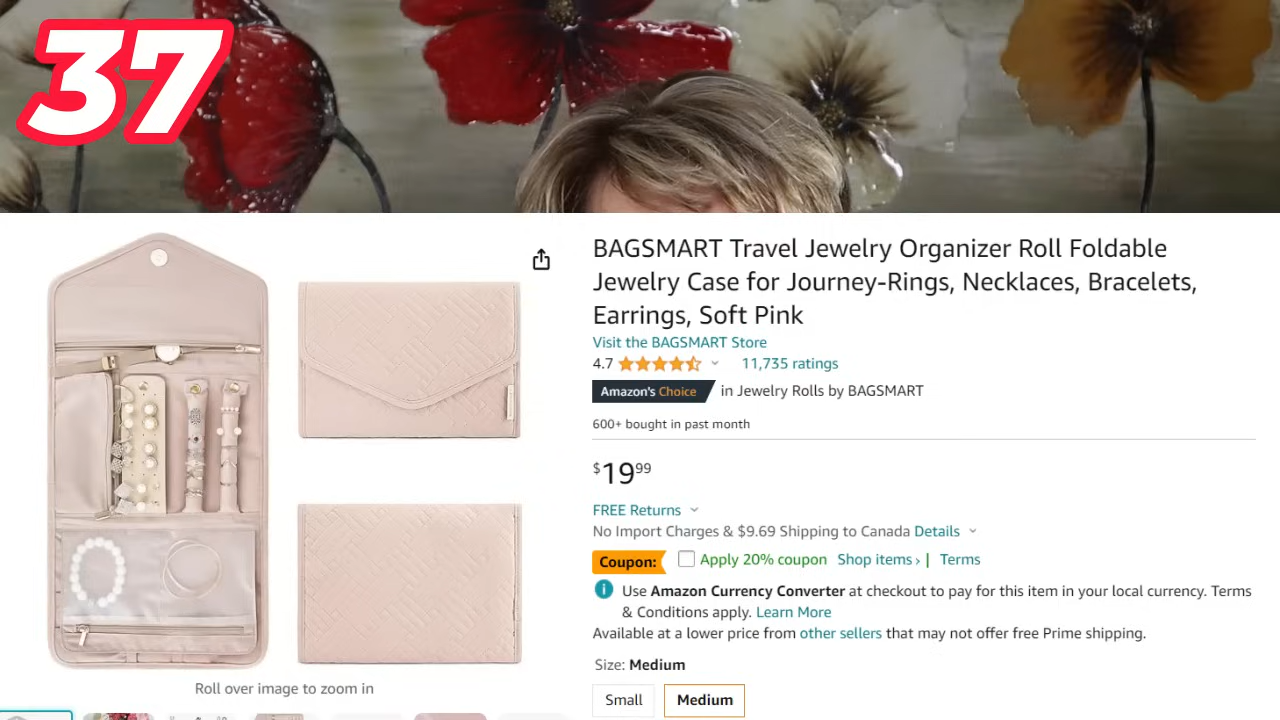 37
BAGSMART Travel Jewelry Organizer Roll Foldable
Jewelry Case for Journey-Rings, Necklaces, Bracelets,
Earrings, Soft Pink
Visit the BAGSMART Store
4.7 11,735 ratings
Amazon's Choice in Jewelry Rolls by BAGSMART
600+ bought in past month
$19.99
FREE Returns
No Import Charges & $9.69 Shipping to Canada Details
Coupon: Apply 20% coupon Shop items › | Terms
Use Amazon Currency Converter at checkout to pay for this item in your local currency. Terms
& Conditions apply. Learn More
Available at a lower price from other sellers that may not offer free Prime shipping.
Size: Medium
Small Medium
Roll over image to zoom in